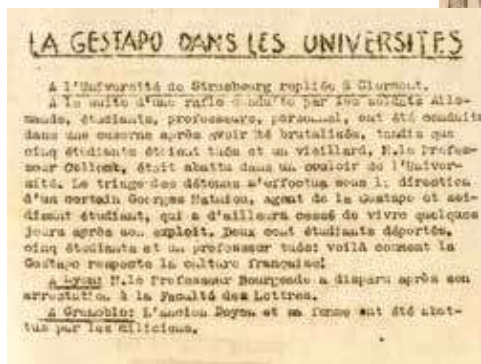 LA GESTAPO DANS LES UNIVERSITES
A l'Université de Strasbourg repliée à Clermont.
A la suite d'une rafle conduite par les soldats Alle-
mands, étudiants, professeurs, personnel, ont été conduits
dans une caserne après avoir été brutalisés, tandis que
cinq étudiants étaient tués et un vieillard, M.le Profes-
seur Collomt, était abattu dans un couloir de l'Univer-
sité. Le triage des détenus s'effectua sous la direction
d'un certain Georges Mathieu, agent de la Gestapo et soi-
disant étudiant, qui a d'ailleurs cessé de vivre quelques
jours après son exploit. Deux cent étudiants déportés,
cinq étudiants et un professeur tués: voilà comment la
Gestapo respecte la culture française!
A Lyon: M.le Professeur Bourgende a disparu après son
arrestation à la Faculté des Lettres.
A Grenoble: L'ancien Doyen et sa femme ont été abat-
tus par les miliciens.